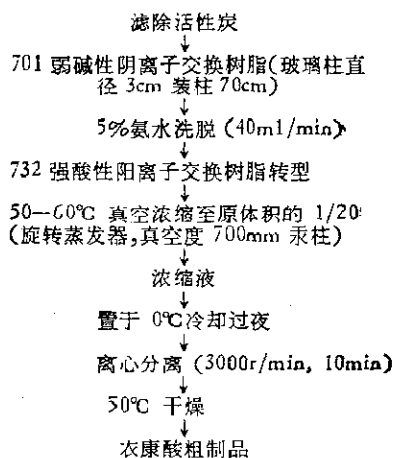 滤除活性炭
701 弱碱性阴离子交换树脂(玻璃柱直
径 3cm 装柱 70cm)
5%氨水洗脱 (40ml/min)
732 强酸性阳离子交换树脂转型
50—60℃ 真空浓缩至原体积的 1/20
(旋转蒸发器,真空度 700mm 汞柱)
浓缩液
置于 0℃冷却过夜
离心分离 (3000r/min, 10min)
50℃ 干燥
衣康酸粗制品